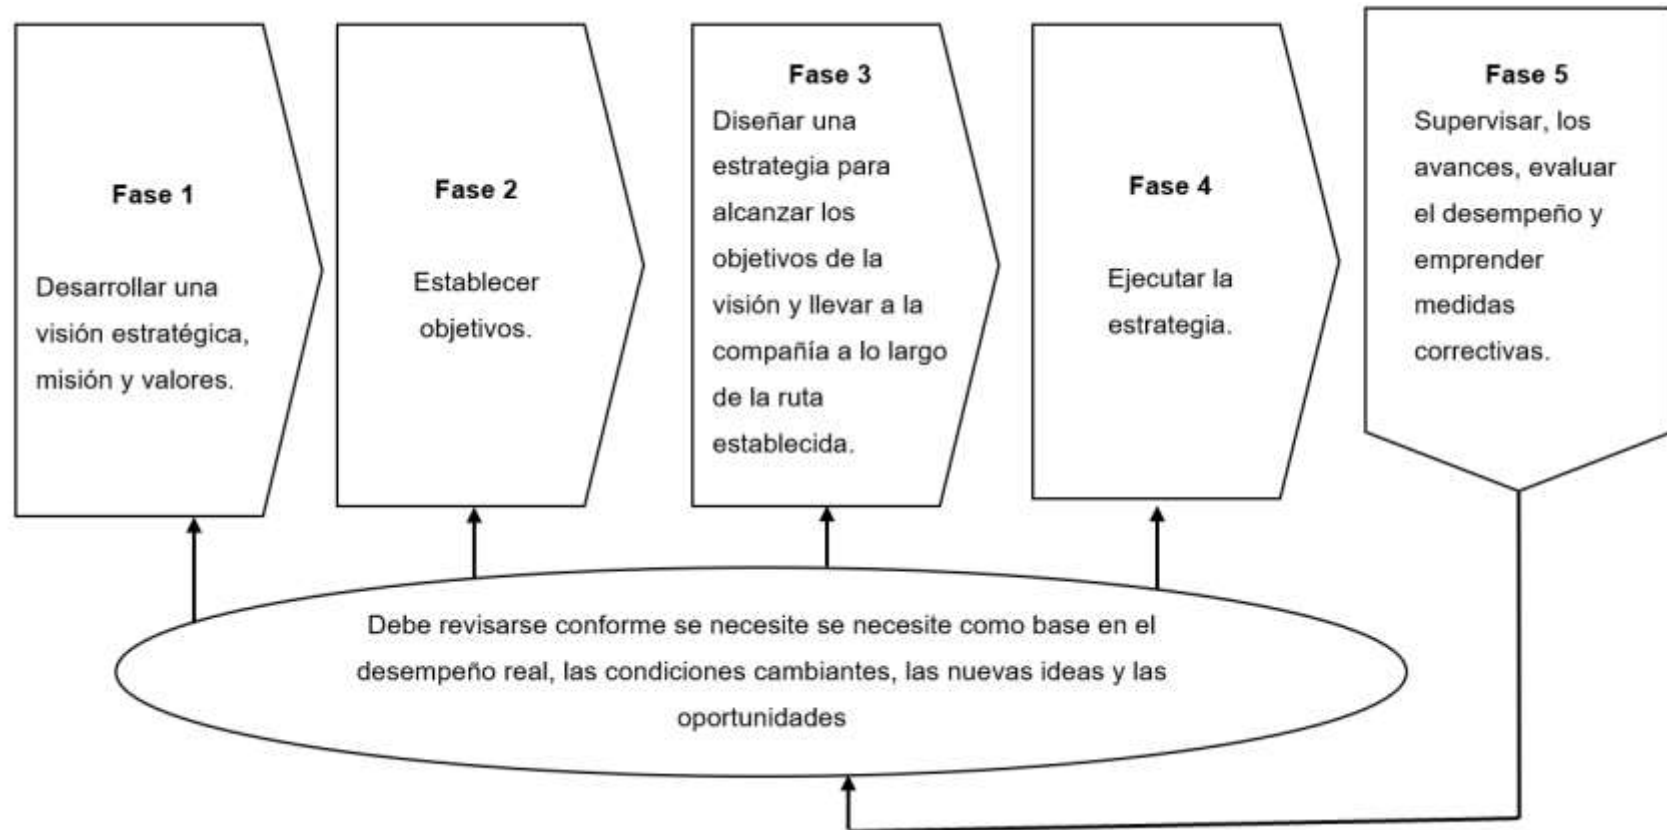 Fase 1
Desarrollar una
visión estratégica,
misión y valores.
Fase 2
Establecer
objetivos.
Fase 3
Diseñar una
estrategia para
alcanzar los
objetivos de la
visión y llevar a la
compañía a lo largo
de la ruta
establecida.
Fase 4
Ejecutar la
estrategia.
Fase 5
Supervisar, los
avances, evaluar
el desempeño y
emprender
medidas
correctivas.
Debe revisarse conforme se necesite se necesite como base en el
desempeño real, las condiciones cambiantes, las nuevas ideas y las
oportunidades